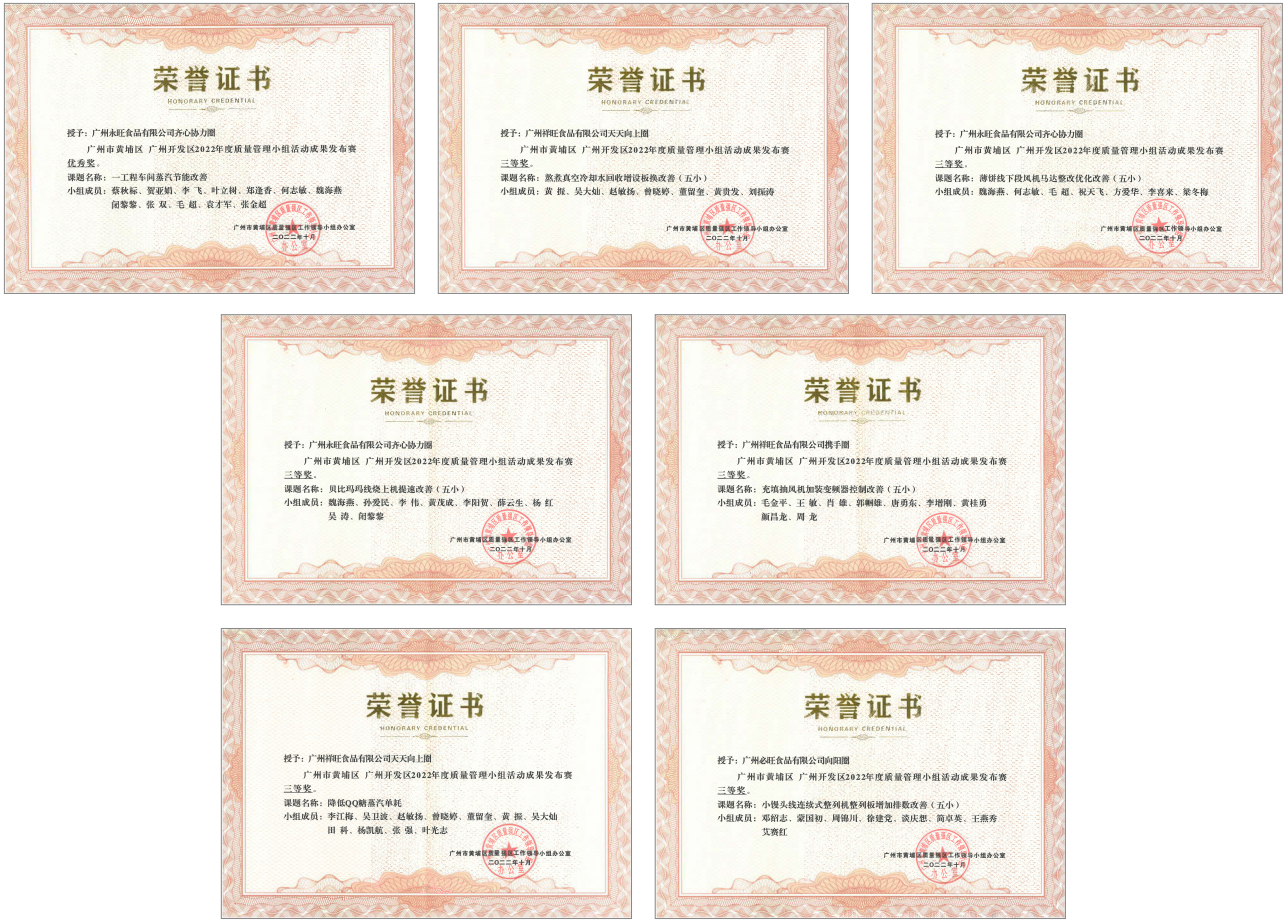 荣誉证书
HONORARY CREDENTIAL
授予：广州永旺食品有限公司齐心协力圈
广州市黄埔区 广州开发区2022年度质量管理小组活动成果发布赛
优秀奖。
课题名称：一工程车间蒸汽节能改善
小组成员：蔡秋标、贺亚娟、李 飞、叶立树、郑逢香、何志敏、魏海燕
闭黎黎、张 双、毛 超、袁才军、张金超
广州市黄埔区质量强区工作领导小组办公室
二〇二二年十月
荣誉证书
HONORARY CREDENTIAL
授予：广州祥旺食品有限公司天天向上圈
广州市黄埔区 广州开发区2022年度质量管理小组活动成果发布赛
三等奖。
课题名称：熬煮真空冷却水回收增设板换改善（五小）
小组成员：黄 振、吴大灿、赵敏扬、曾晓婷、董留奎、黄贵发、刘振涛
广州市黄埔区质量强区工作领导小组办公室
二〇二二年十月
荣誉证书
HONORARY CREDENTIAL
授予：广州永旺食品有限公司齐心协力圈
广州市黄埔区 广州开发区2022年度质量管理小组活动成果发布赛
三等奖。
课题名称：薄饼线下段风机马达整改优化改善（五小）
小组成员：魏海燕、何志敏、毛 超、祝天飞、方爱华、李喜来、梁冬梅
广州市黄埔区质量强区工作领导小组办公室
二〇二二年十月
荣誉证书
HONORARY CREDENTIAL
授予：广州永旺食品有限公司齐心协力圈
广州市黄埔区 广州开发区2022年度质量管理小组活动成果发布赛
三等奖。
课题名称：贝比玛玛线烧上机提速改善（五小）
小组成员：魏海燕、孙爱民、李 伟、黄茂成、李阳贺、薛云生、杨 红
吴 涛、闭黎黎
广州市黄埔区质量强区工作领导小组办公室
二〇二二年十月
荣誉证书
HONORARY CREDENTIAL
授予：广州祥旺食品有限公司携手圈
广州市黄埔区 广州开发区2022年度质量管理小组活动成果发布赛
三等奖。
课题名称：充填抽风机加装变频器控制改善（五小）
小组成员：毛金平、王 敏、肖 雄、郭帼雄、唐勇东、李增刚、黄桂勇
颜昌龙、周 龙
广州市黄埔区质量强区工作领导小组办公室
二〇二二年十月
荣誉证书
HONORARY CREDENTIAL
授予：广州祥旺食品有限公司天天向上圈
广州市黄埔区 广州开发区2022年度质量管理小组活动成果发布赛
三等奖。
课题名称：降低QQ糖蒸汽单耗
小组成员：李江梅、吴卫波、赵敏扬、曾晓婷、董留奎、黄 振、吴大灿
田 科、杨凯航、张 强、叶光志
广州市黄埔区质量强区工作领导小组办公室
二〇二二年十月
荣誉证书
HONORARY CREDENTIAL
授予：广州必旺食品有限公司向阳圈
广州市黄埔区 广州开发区2022年度质量管理小组活动成果发布赛
三等奖。
课题名称：小馒头线连续式整列机整列板增加排数改善（五小）
小组成员：邓绍志、蒙国初、周锦川、徐建党、谈庆想、简卓英、王燕秀
艾赛红
广州市黄埔区质量强区工作领导小组办公室
二〇二二年十月